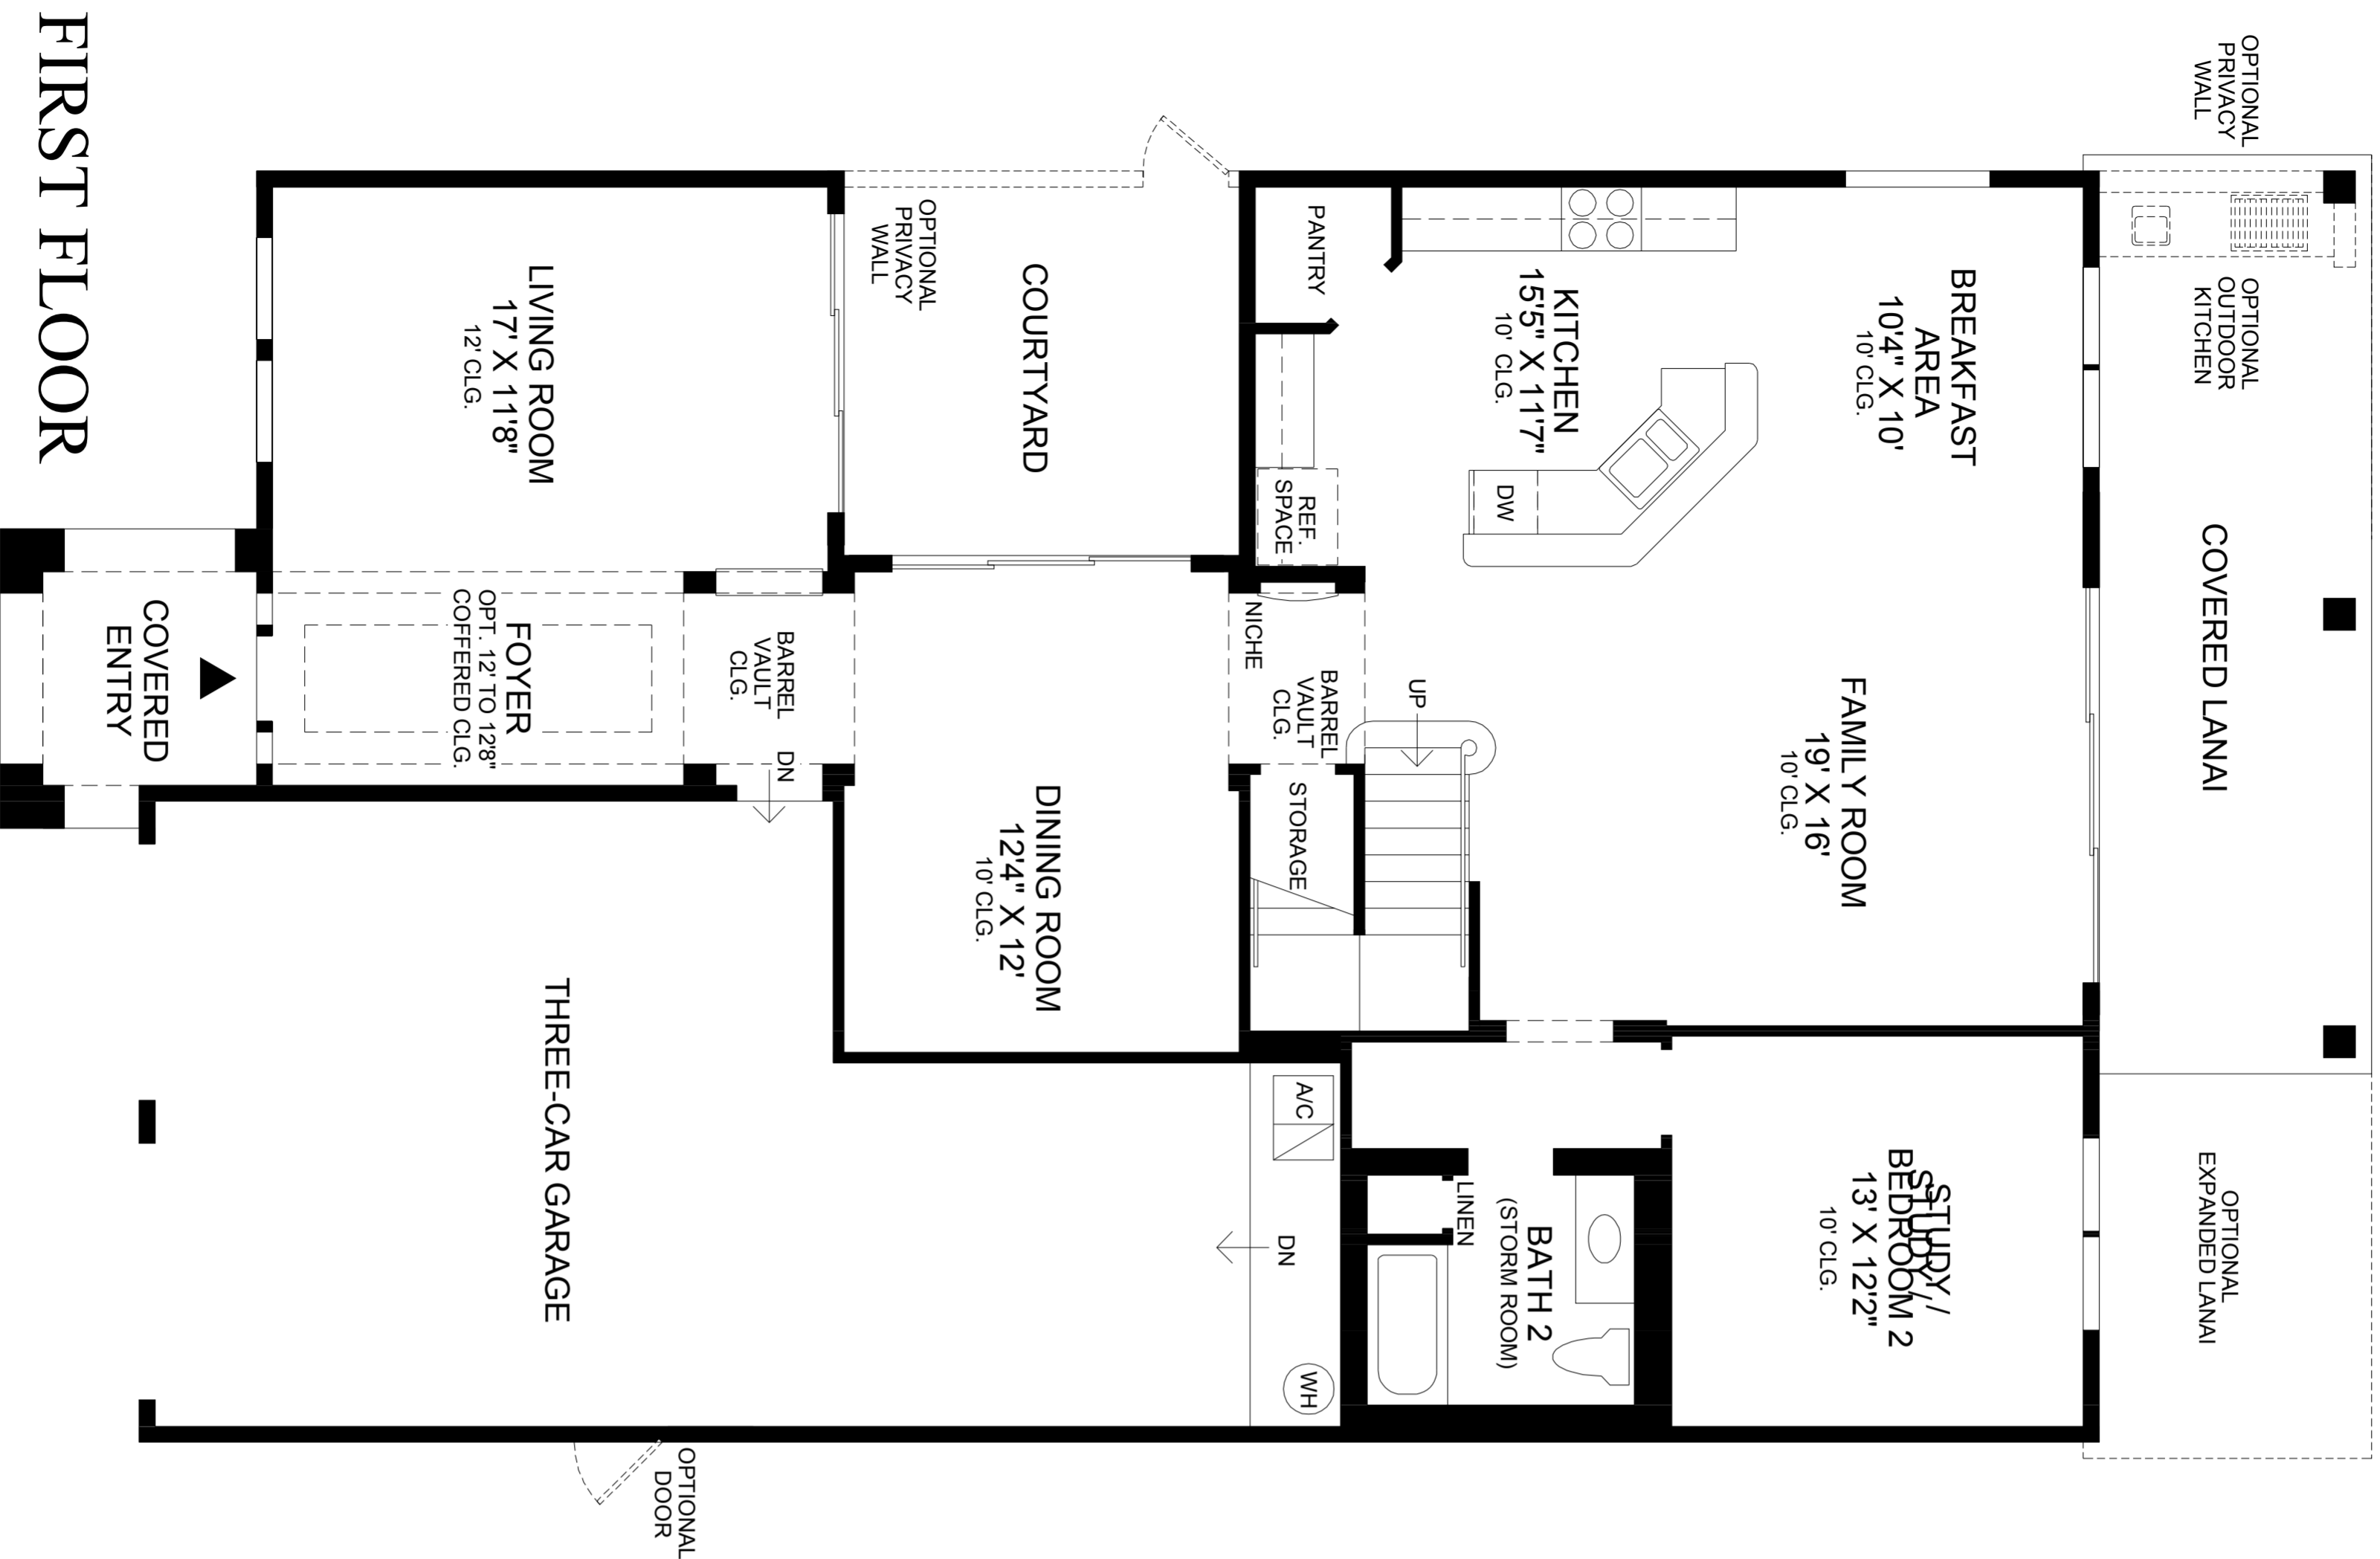 OPTIONAL
PRIVACY
WALL
OPTIONAL
OUTDOOR
KITCHEN
COVERED LANAI
OPTIONAL
EXPANDED LANAI
BREAKFAST
AREA
10'4" X 10'
10' CLG.
FAMILY ROOM
19' X 16'
10' CLG.
STUDY /
STUDY /
BEDROOM 2
13' X 12'2"
10' CLG.
KITCHEN
15'5" X 11'7"
10' CLG.
DW
UP
BATH 2
(STORM ROOM)
LINEN
PANTRY
REF.
SPACE
NICHE
BARREL
VAULT
CLG.
STORAGE
A/C
DN
WH
COURTYARD
OPTIONAL
PRIVACY
WALL
DINING ROOM
12'4" X 12'
10' CLG.
BARREL
VAULT
CLG.
DN
LIVING ROOM
17' X 11'8"
12' CLG.
FOYER
OPT. 12' TO 12'8"
COFFERED CLG.
THREE-CAR GARAGE
OPTIONAL
DOOR
COVERED
ENTRY
FIRST FLOOR